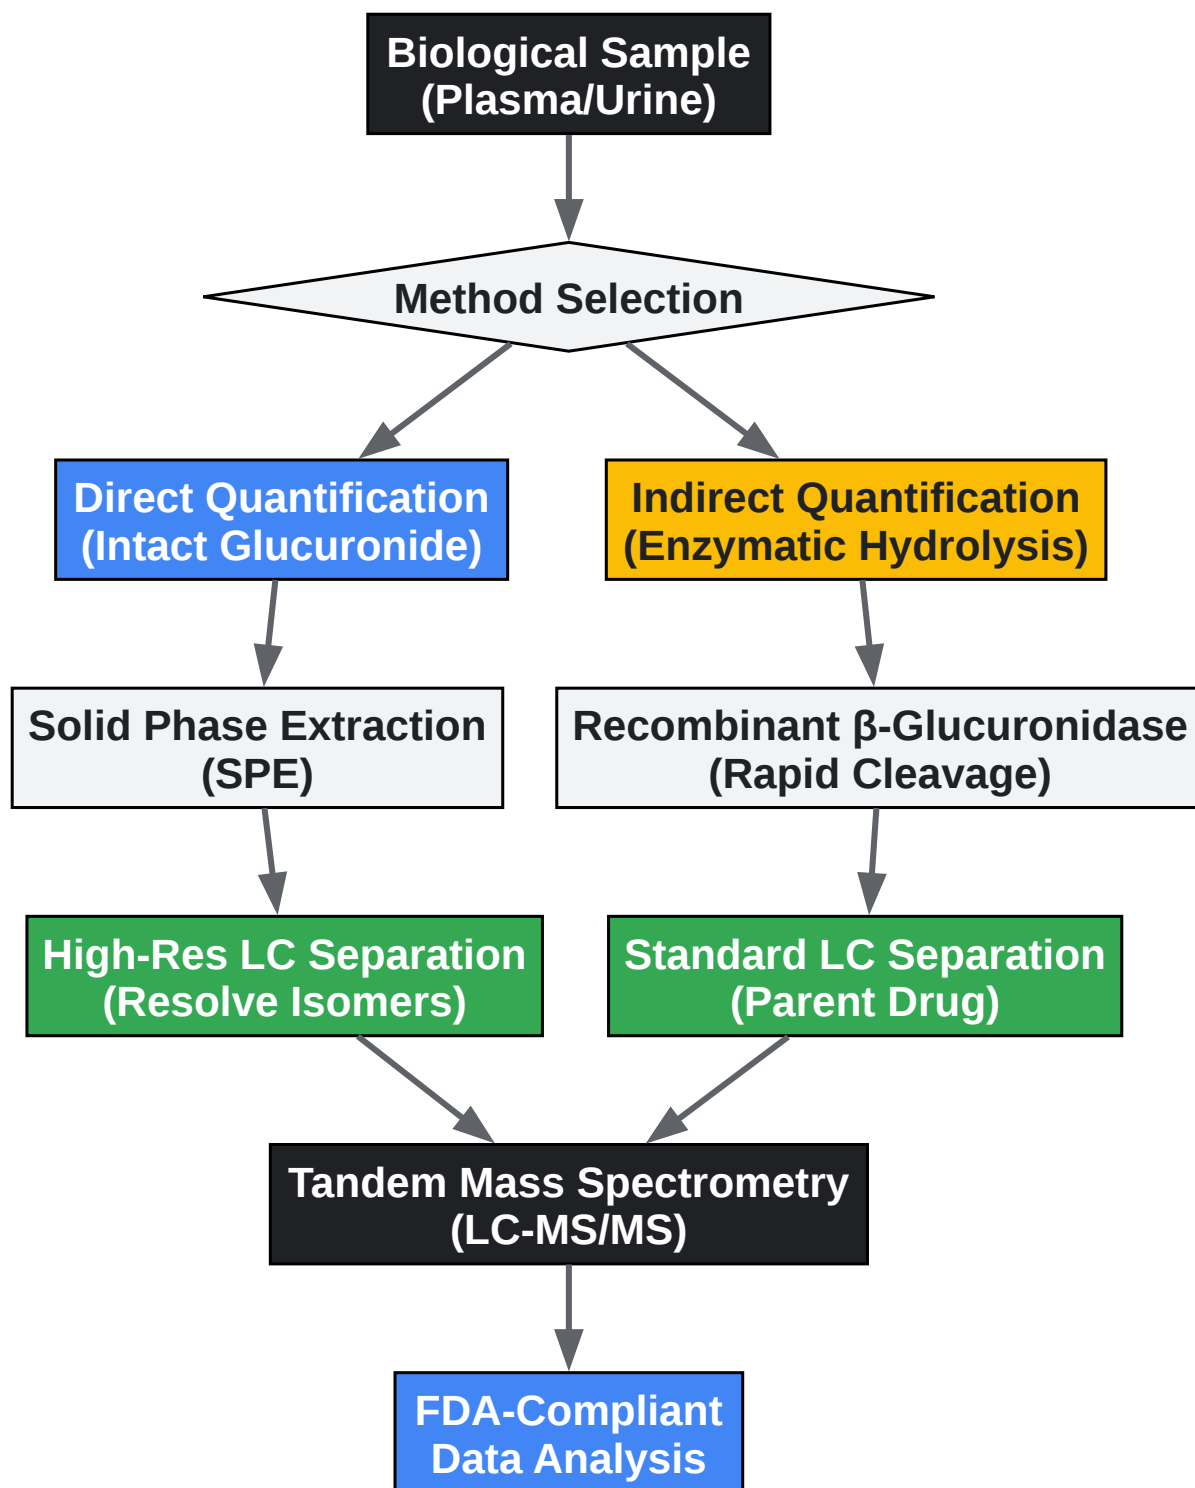 Biological Sample
(Plasma/Urine)
Method Selection
Direct Quantification
(Intact Glucuronide)
Indirect Quantification
(Enzymatic Hydrolysis)
Solid Phase Extraction
(SPE)
Recombinant β-Glucuronidase
(Rapid Cleavage)
High-Res LC Separation
(Resolve Isomers)
Standard LC Separation
(Parent Drug)
Tandem Mass Spectrometry
(LC-MS/MS)
FDA-Compliant
Data Analysis